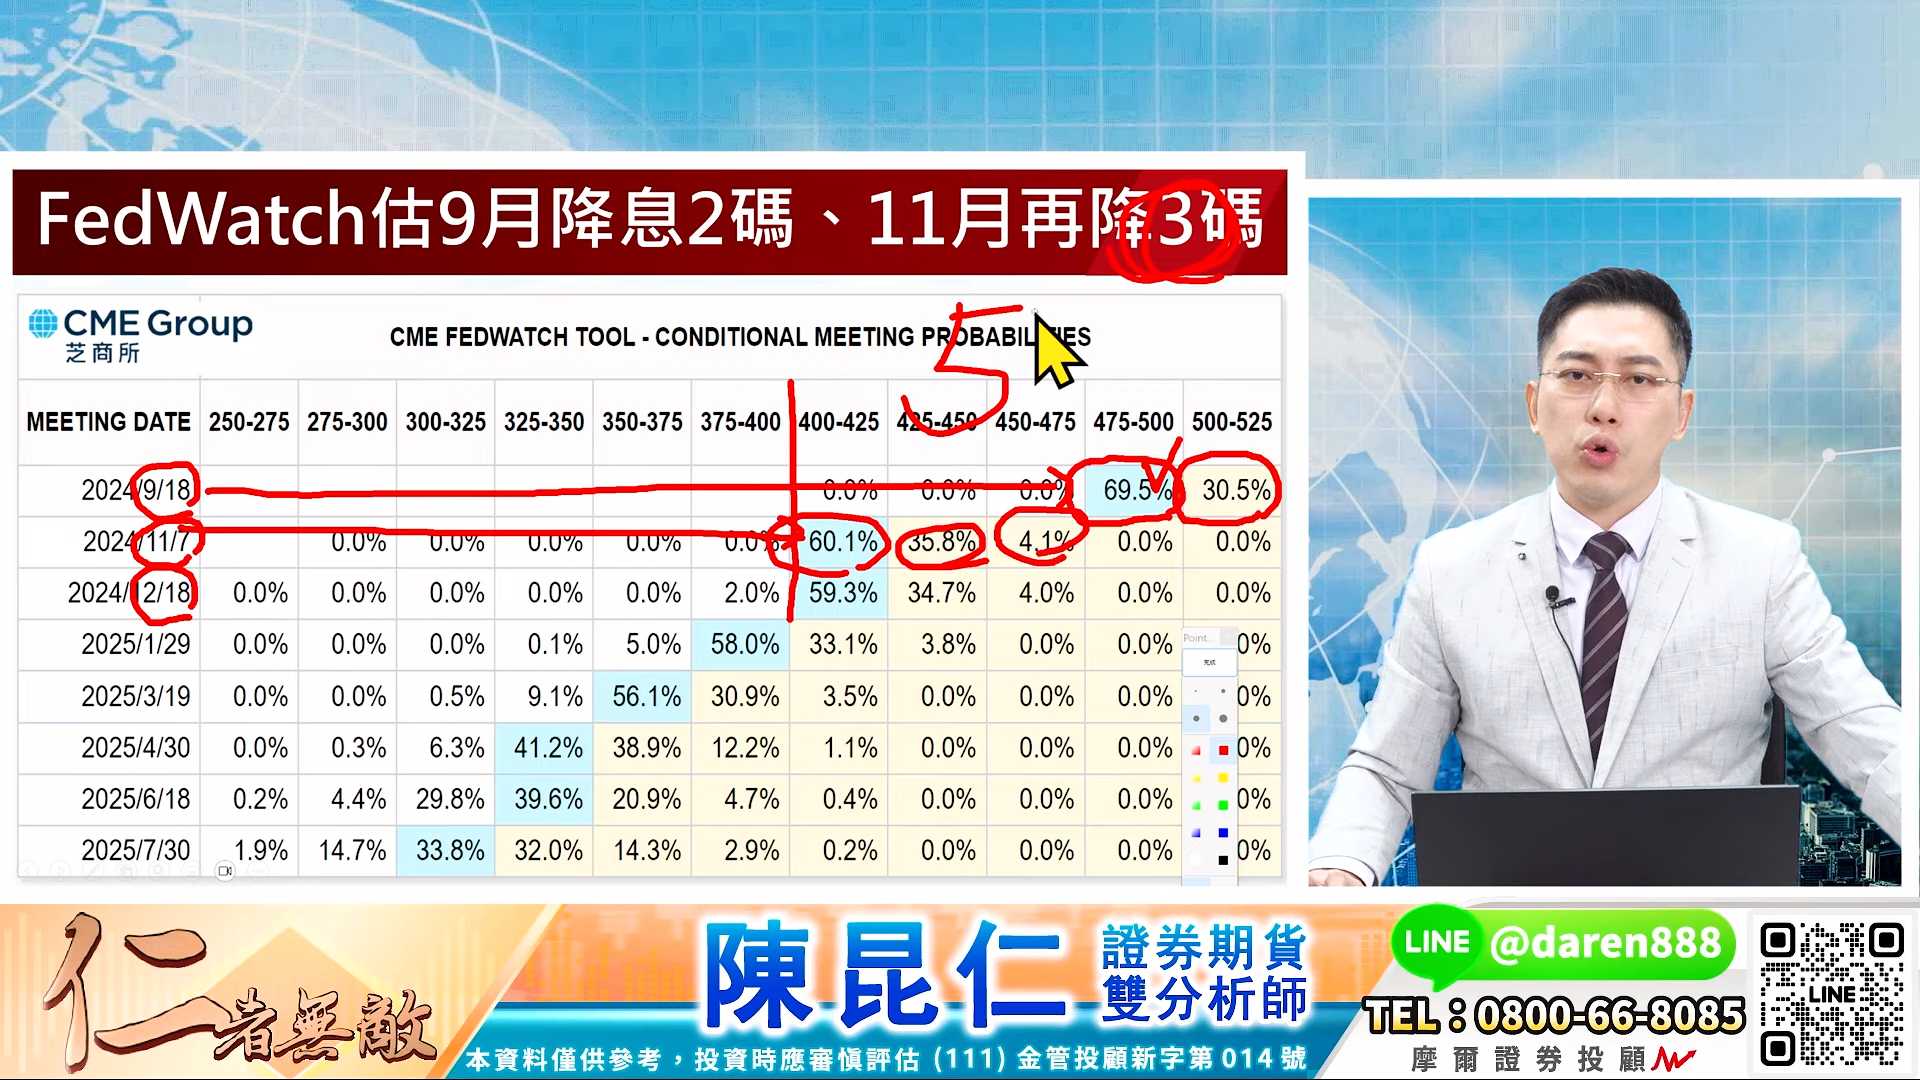 FedWatch估9月降息2碼、11月再降3碼
CME Group
芝商所
CME FEDWATCH TOOL - CONDITIONAL MEETING PROBABILITIES
5
MEETING DATE 250-275 275-300 300-325 325-350 350-375 375-400 400-425 425-450 450-475 475-500 500-525
2024/9/18 0.0% 0.0% 0.0% 69.5% 30.5%
2024/11/7 0.0% 0.0% 0.0% 0.0% 0.0% 60.1% 35.8% 4.1% 0.0% 0.0%
2024/12/18 0.0% 0.0% 0.0% 0.0% 0.0% 2.0% 59.3% 34.7% 4.0% 0.0% 0.0%
2025/1/29 0.0% 0.0% 0.0% 0.1% 5.0% 58.0% 33.1% 3.8% 0.0% 0.0% 0%
2025/3/19 0.0% 0.0% 0.5% 9.1% 56.1% 30.9% 3.5% 0.0% 0.0% 0.0% 0%
2025/4/30 0.0% 0.3% 6.3% 41.2% 38.9% 12.2% 1.1% 0.0% 0.0% 0.0% 0%
2025/6/18 0.2% 4.4% 29.8% 39.6% 20.9% 4.7% 0.4% 0.0% 0.0% 0.0% 0%
2025/7/30 1.9% 14.7% 33.8% 32.0% 14.3% 2.9% 0.2% 0.0% 0.0% 0.0% 0%
Point...
完成
仁者無敵
陳昆仁
證券期貨
雙分析師
本資料僅供參考，投資時應審慎評估 (111) 金管投顧新字第 014 號
LINE @daren888
TEL：0800-66-8085
摩爾證券投顧
LINE